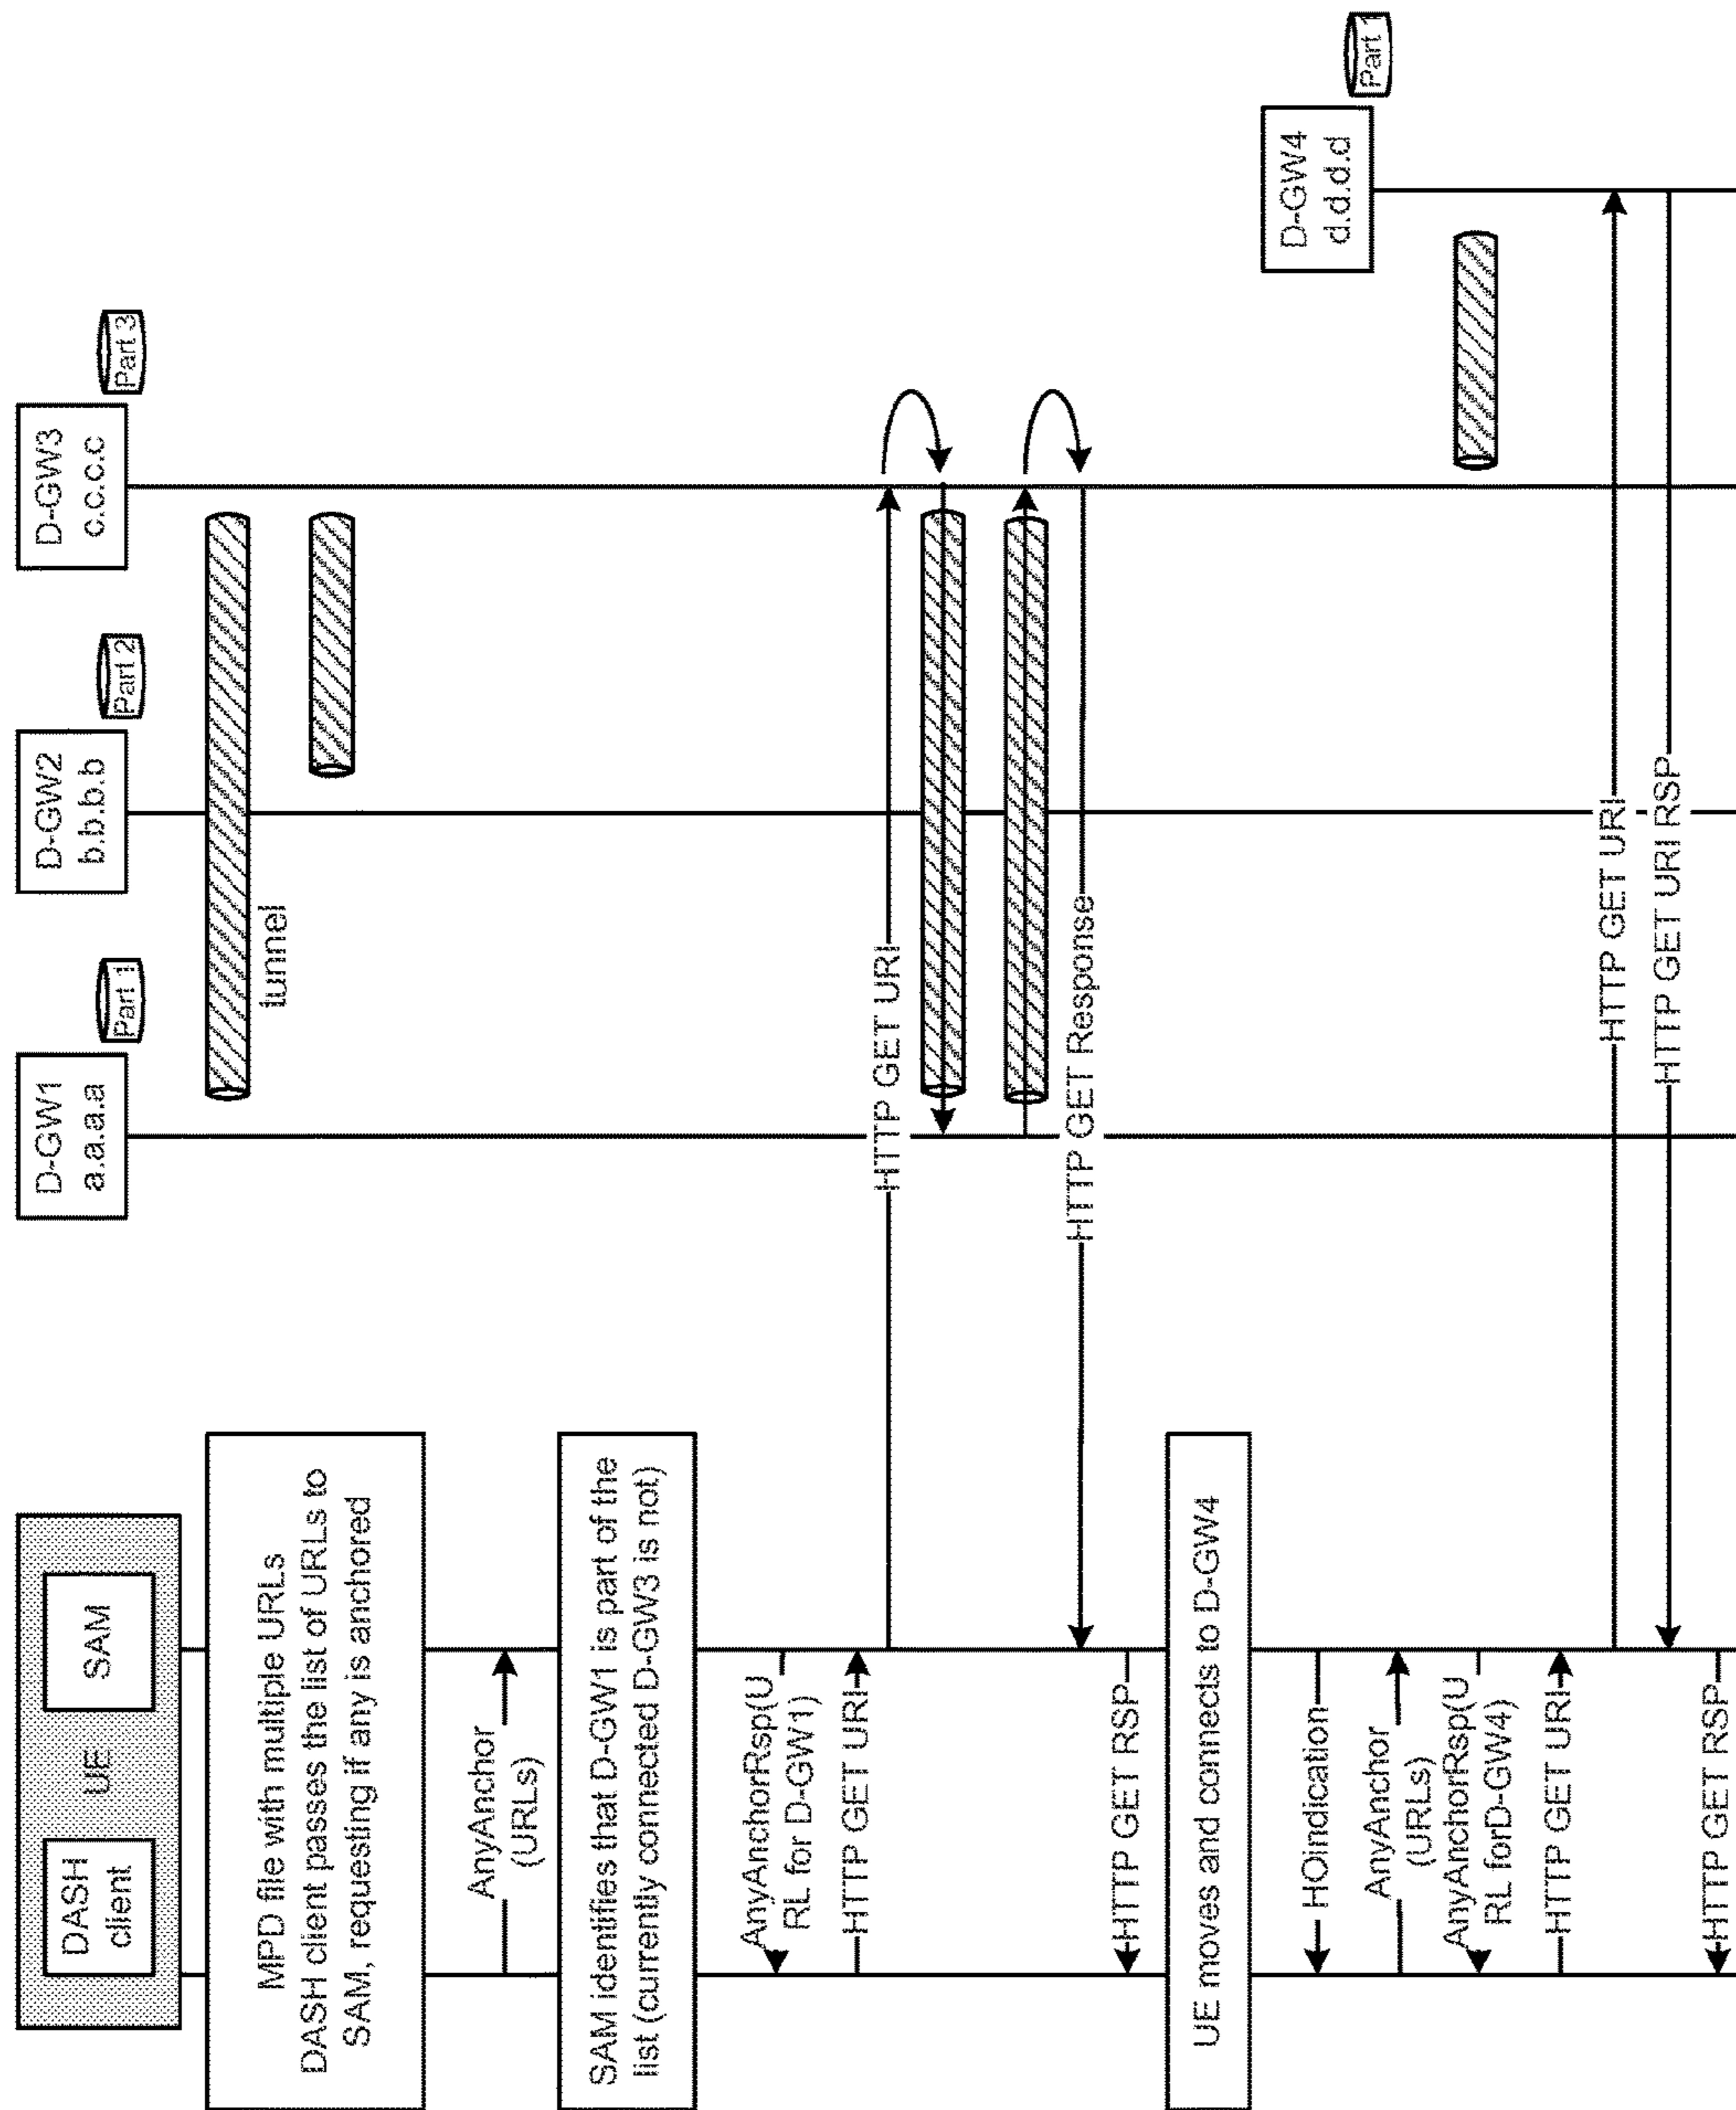 DASH
client
UE
SAM
D-GW1
a.a.a.a
Part 1
D-GW2
b.b.b.b
Part 2
D-GW3
c.c.c.c
Part 3
MPD file with multiple URLs
DASH client passes the list of URLs to
SAM, requesting if any is anchored
tunnel
AnyAnchor
(URLs)
SAM identifies that D-GW1 is part of the
list (currently connected D-GW3 is not)
AnyAnchorRsp(U
RL for D-GW1)
HTTP GET URI
HTTP GET URI
HTTP GET Response
HTTP GET RSP
UE moves and connects to D-GW4
D-GW4
d.d.d.d
Part 1
HOindication
AnyAnchor
(URLs)
AnyAnchorRsp(U
RL forD-GW4)
HTTP GET URI
HTTP GET URI
HTTP GET URI RSP
HTTP GET RSP